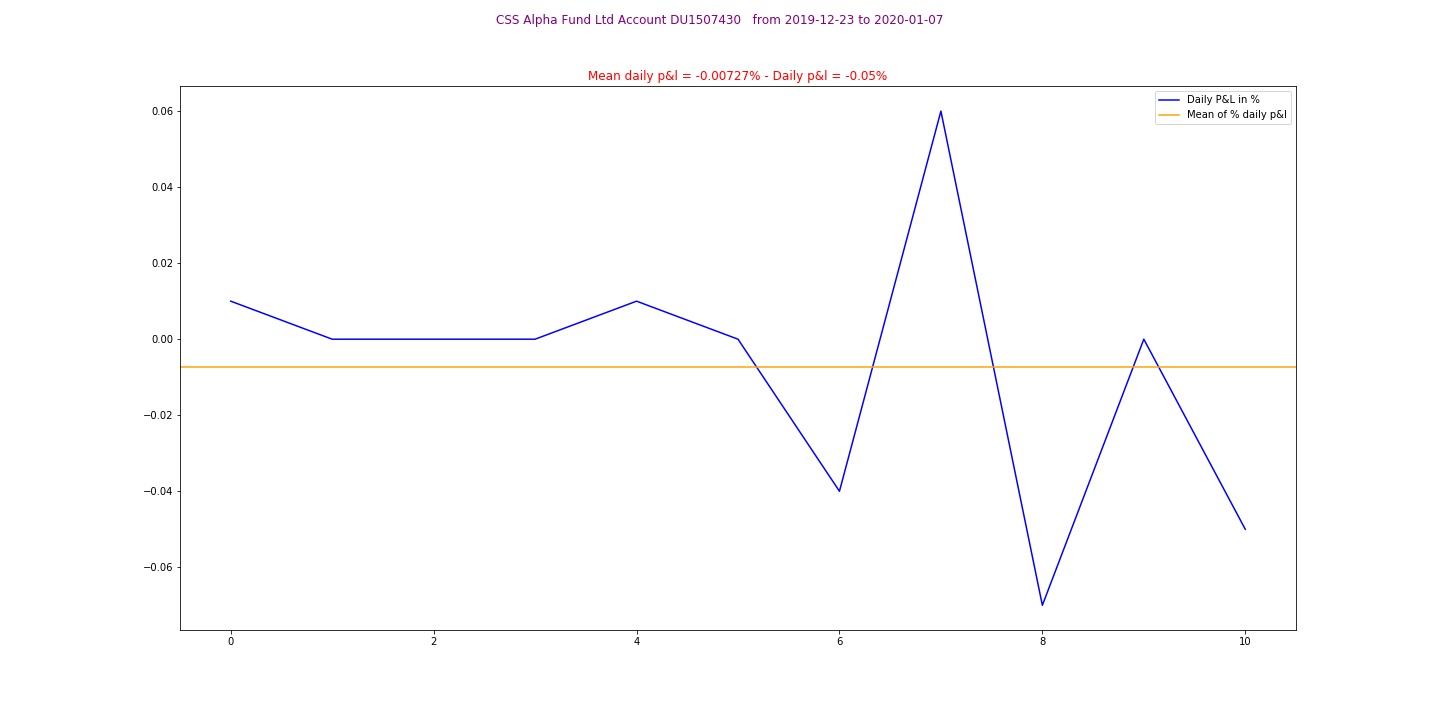 CSS Alpha Fund Ltd Account DU1507430   from 2019-12-23 to 2020-01-07
Mean daily p&l = -0.00727% - Daily p&l = -0.05%
Daily P&L in %
Mean of % daily p&l
0.06
0.04
0.02
0.00
−0.02
−0.04
−0.06
0 2 4 6 8 10